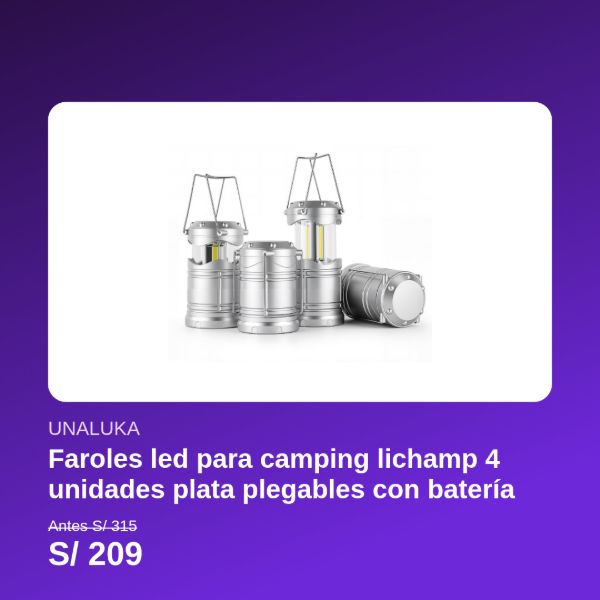 UNALUKA
Faroles led para camping lichamp 4
unidades plata plegables con batería
Antes S/ 315
S/ 209